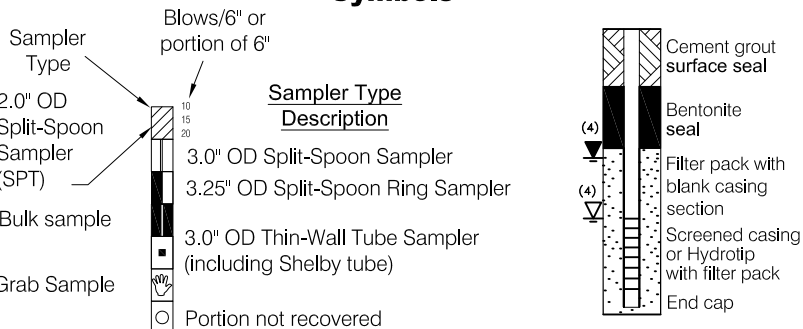 Symbols
Sampler
Type
Blows/6" or
portion of 6"
2.0" OD
Split-Spoon
Sampler
(SPT)
10
15
20
Sampler Type
Description
3.0" OD Split-Spoon Sampler
3.25" OD Split-Spoon Ring Sampler
Bulk sample
3.0" OD Thin-Wall Tube Sampler
(including Shelby tube)
Grab Sample
Portion not recovered
Cement grout
surface seal
Bentonite
seal
(4)
Filter pack with
blank casing
section
(4)
Screened casing
or Hydrotip
with filter pack
End cap